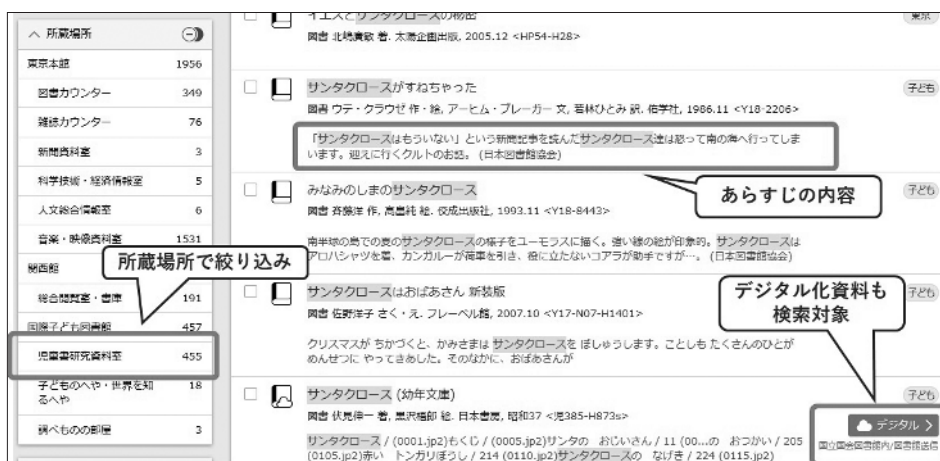 へ 所蔵場所
東京本館 1956
図書カウンター 349
雑誌カウンター 76
新聞資料室 3
科学技術・経済情報室 5
人文総合情報室 6
音楽・映像資料室 1531
関西館
総合閲覧室・書庫 191
国際子ども図書館 457
児童書研究資料室 455
子どものへや・世界を知
るへや 18
調べものの部屋 3
所蔵場所で絞り込み
イエスとサンタクロースの秘密
東京
図書 北嶋廣敏 著. 太陽企画出版, 2005.12 <HP54-H28>
サンタクロースがすねちゃった
子ども
図書 ウテ・クラウゼ 作・絵, アーヒム・ブレーガー 文, 若林ひとみ 訳. 佑学社, 1986.11 <Y18-2206>
「サンタクロースはもういない」という新聞記事を読んだサンタクロース達は怒って南の海へ行ってしま
います。迎えに行くクルトのお話。 (日本図書館協会)
あらすじの内容
みなみのしまのサンタクロース
子ども
図書 斉藤洋 作, 高畠純 絵. 佼成出版社, 1993.11 <Y18-8443>
南半球の島での夏のサンタクロースの様子をユーモラスに描く。強い線の絵が印象的。サンタクロースは
アロハシャツを着、カンガルーが荷車を引き、役に立たないコアラが助手ですが…。 (日本図書館協会)
サンタクロースはおばあさん 新装版
子ども
図書 佐野洋子 さく・え. フレーベル館, 2007.10 <Y17-N07-H1401>
クリスマスが ちかづくと、かみさまは サンタクロースを ぼしゅうします。ことしも たくさんのひとが
めんせつに やってきあした。そのなかに、おばあさんが
デジタル化資料も
検索対象
サンタクロース (幼年文庫)
子ども
図書 伏見伸一 著, 黒沢梧郎 絵. 日本書房, 昭和37 <児385-H873s>
サンタクロース / (0001.jp2)もくじ / (0005.jp2)サンタの おじいさん / 11 (00...の おつかい / 205
(0105.jp2)赤い トンガリぼうし / 214 (0110.jp2)サンタクロースの なげき / 224 (0115.jp2)
デジタル
国立国会図書館内/図書館送信